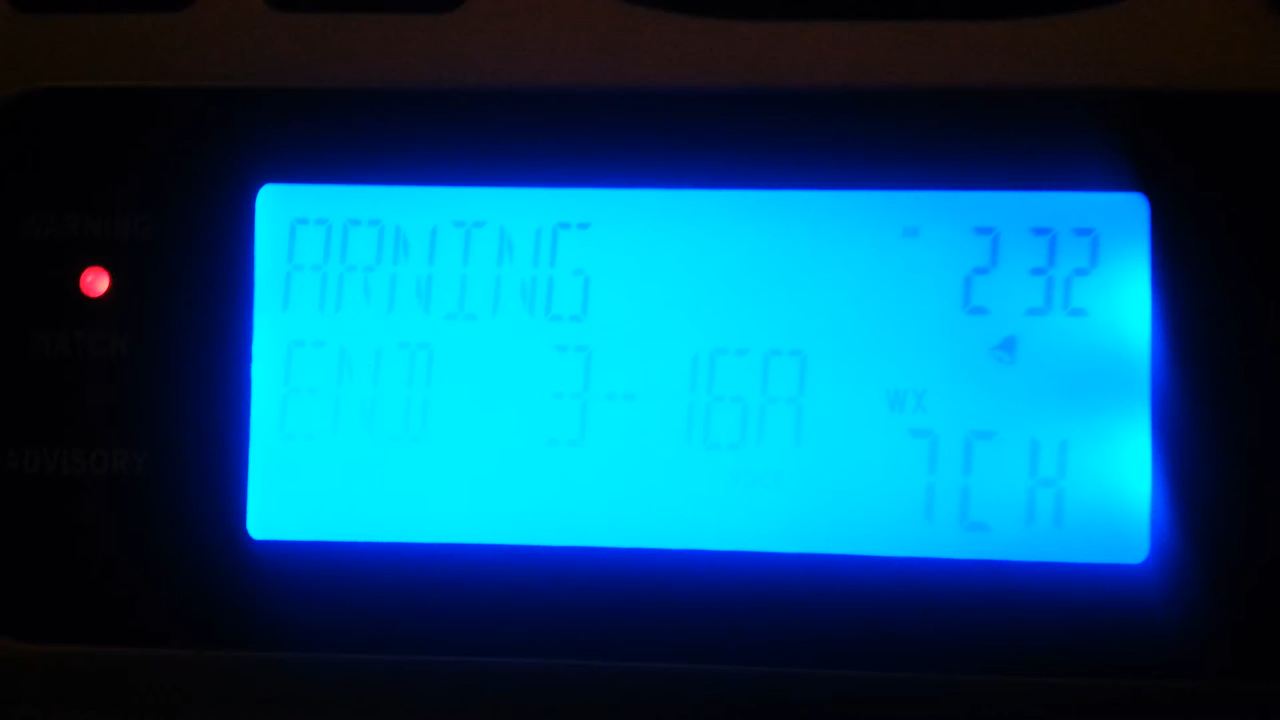 WARNING
WATCH
ADVISORY
ARNING
232
END 3-16A
WX
7CH